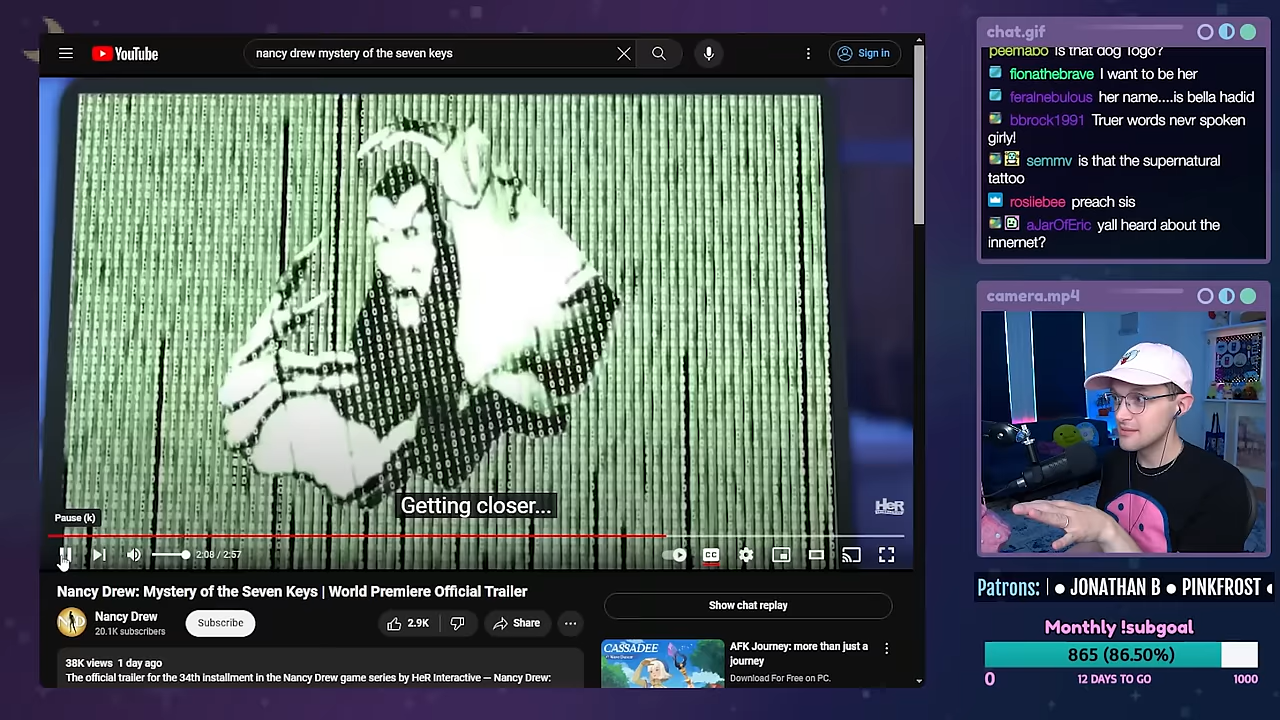 YouTube
nancy drew mystery of the seven keys
Sign in
Getting closer...
HeR
Pause (k)
2:08 / 2:57
CC
Nancy Drew: Mystery of the Seven Keys | World Premiere Official Trailer
Nancy Drew
20.1K subscribers
Subscribe
2.9K
Share
38K views 1 day ago
The official trailer for the 34th installment in the Nancy Drew game series by HeR Interactive — Nancy Drew:
Show chat replay
CASSADEE
AFK Journey: more than just a
journey
Download For Free on PC.
chat.gif
peemabo is that dog Togo?
fionathebrave I want to be her
feralnebulous her name....is bella hadid
bbrock1991 Truer words nevr spoken
girly!
semmv is that the supernatural
tattoo
rosiiebee preach sis
aJarOfEric yall heard about the
innernet?
camera.mp4
Patrons: | ● JONATHAN B ● PINKFROST
Monthly !subgoal
865 (86.50%)
0 12 DAYS TO GO 1000